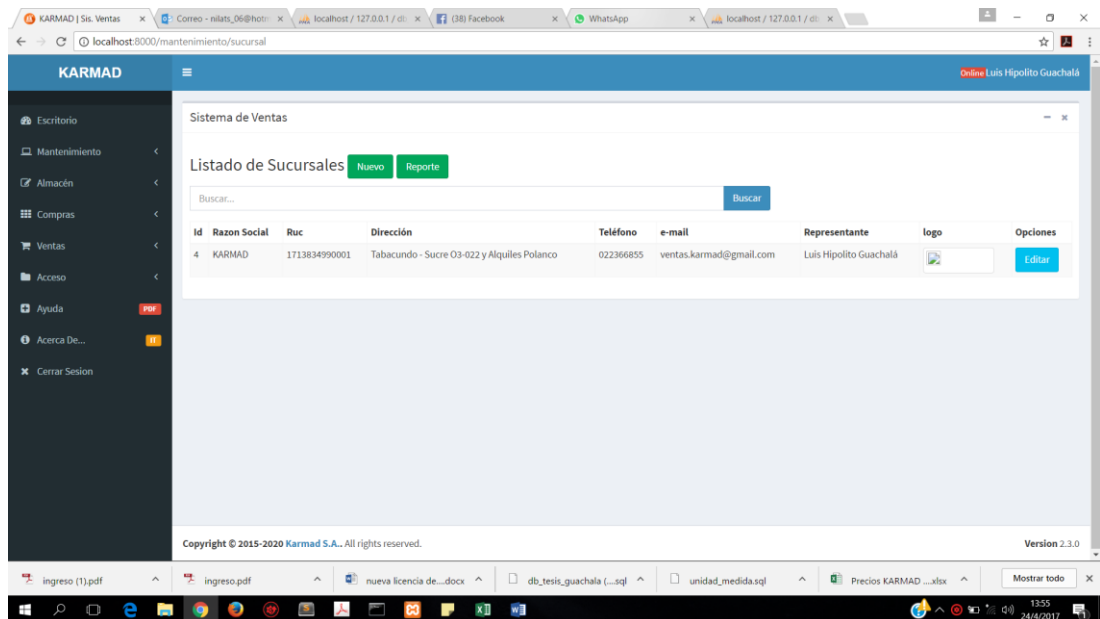 KARMAD | Sis. Ventas
Correo - nilats_06@hotm
localhost / 127.0.0.1 / db
(38) Facebook
WhatsApp
localhost / 127.0.0.1 / db
localhost:8000/mantenimiento/sucursal
KARMAD
Online Luis Hipolito Guachalá
Escritorio
Mantenimiento
Almacén
Compras
Ventas
Acceso
Ayuda PDF
Acerca De... IT
Cerrar Sesion
Sistema de Ventas
Listado de Sucursales Nuevo Reporte
Buscar... Buscar
Id Razon Social Ruc Dirección Teléfono e-mail Representante logo Opciones
4 KARMAD 1713834990001 Tabacundo - Sucre O3-022 y Alquiles Polanco 022366855 ventas.karmad@gmail.com Luis Hipolito Guachalá Editar
Copyright © 2015-2020 Karmad S.A.. All rights reserved. Version 2.3.0
ingreso (1).pdf
ingreso.pdf
nueva licencia de....docx
db_tesis_guachala (....sql
unidad_medida.sql
Precios KARMAD ....xlsx
Mostrar todo
13:55
24/4/2017